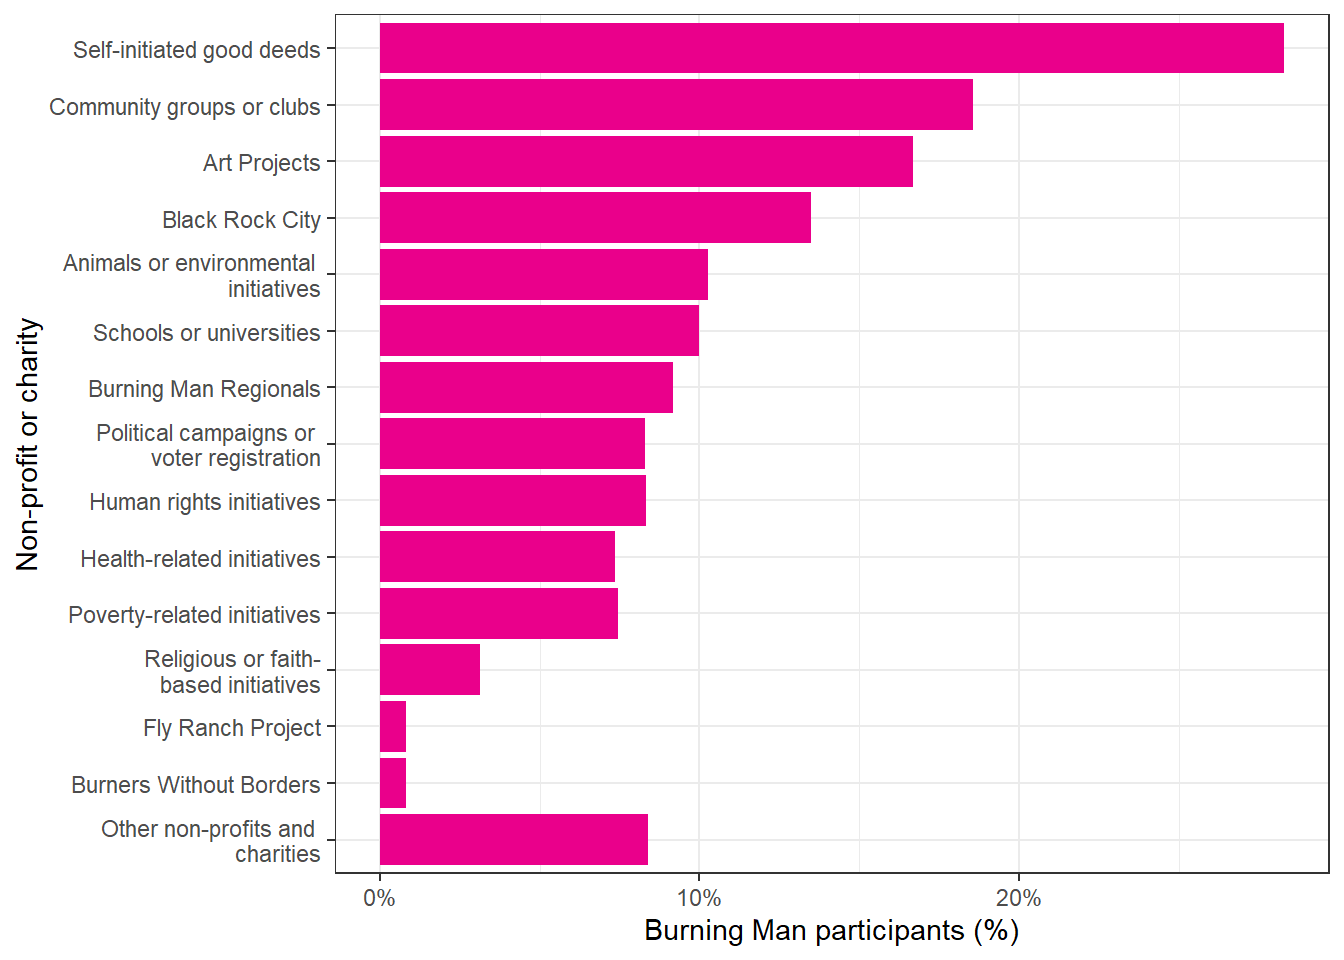 Self-initiated good deeds
Community groups or clubs
Art Projects
Black Rock City
Animals or environmental
initiatives
Schools or universities
Burning Man Regionals
Political campaigns or
voter registration
Human rights initiatives
Health-related initiatives
Poverty-related initiatives
Religious or faith-
based initiatives
Fly Ranch Project
Burners Without Borders
Other non-profits and
charities
Non-profit or charity
0%
10%
20%
Burning Man participants (%)